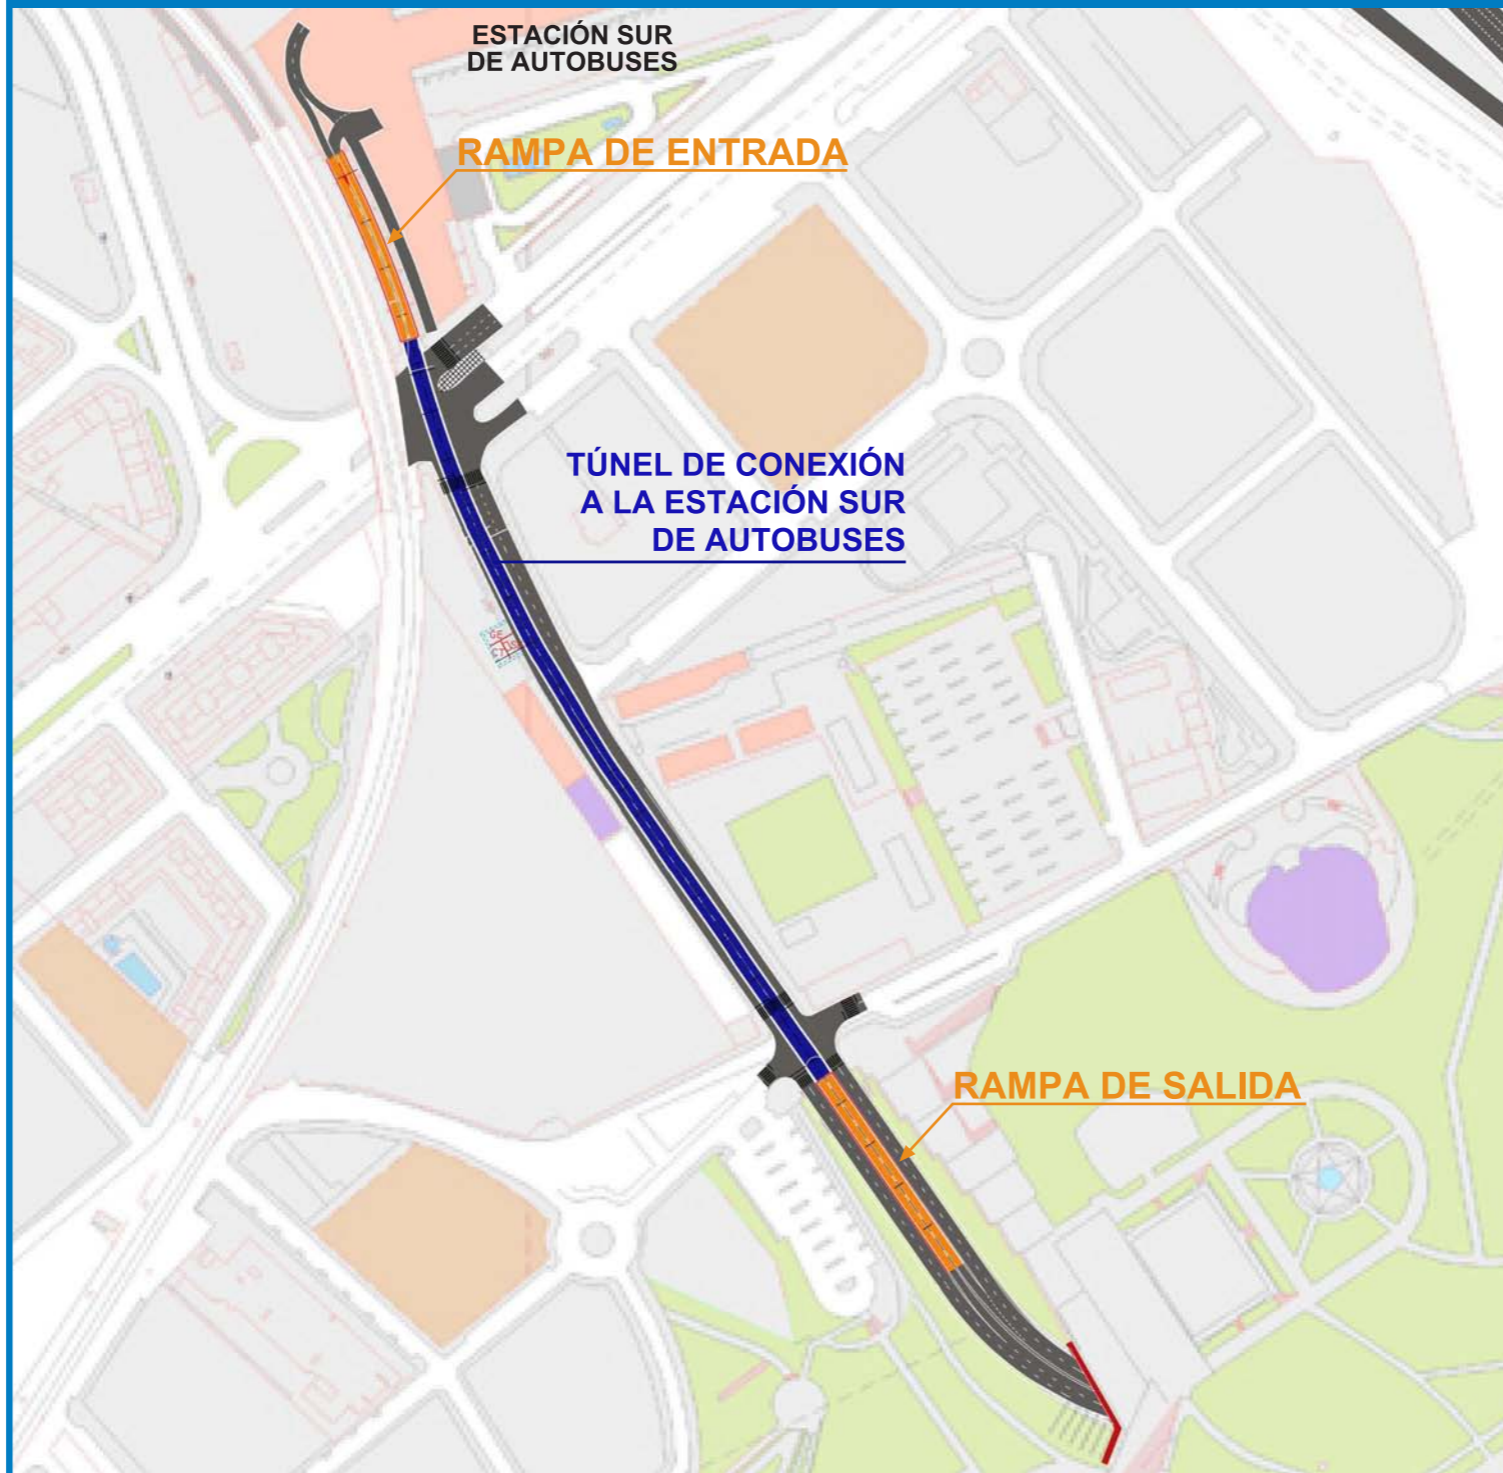 ESTACIÓN SUR
DE AUTOBUSES
RAMPA DE ENTRADA
TÚNEL DE CONEXIÓN
A LA ESTACIÓN SUR
DE AUTOBUSES
RAMPA DE SALIDA